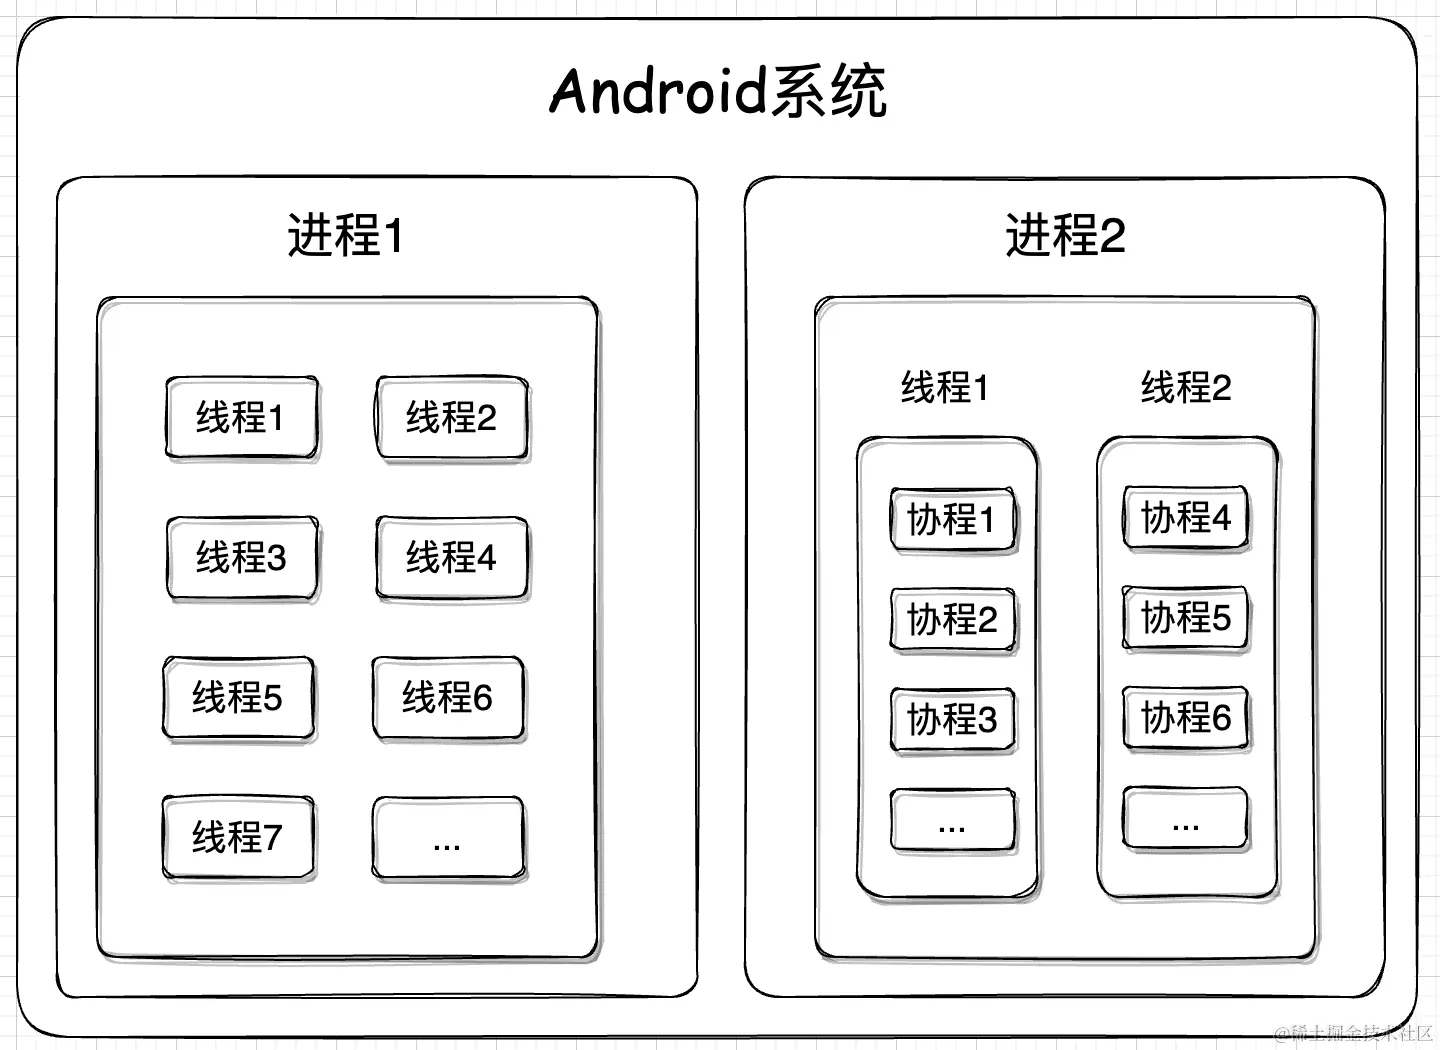 Android系统
进程1
线程1
线程2
线程3
线程4
线程5
线程6
线程7
...
进程2
线程1
协程1
协程2
协程3
...
线程2
协程4
协程5
协程6
...
@稀土掘金技术社区